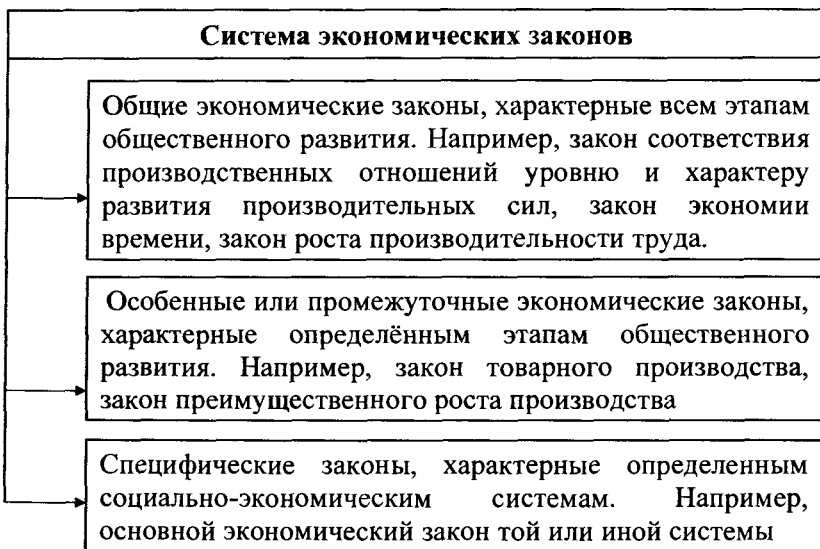 Система экономических законов
Общие экономические законы, характерные всем этапам
общественного развития. Например, закон соответствия
производственных отношений уровню и характеру
развития производительных сил, закон экономии
времени, закон роста производительности труда.
Особенные или промежуточные экономические законы,
характерные определённым этапам общественного
развития. Например, закон товарного производства,
закон преимущественного роста производства
Специфические законы, характерные определенным
социально-экономическим системам. Например,
основной экономический закон той или иной системы